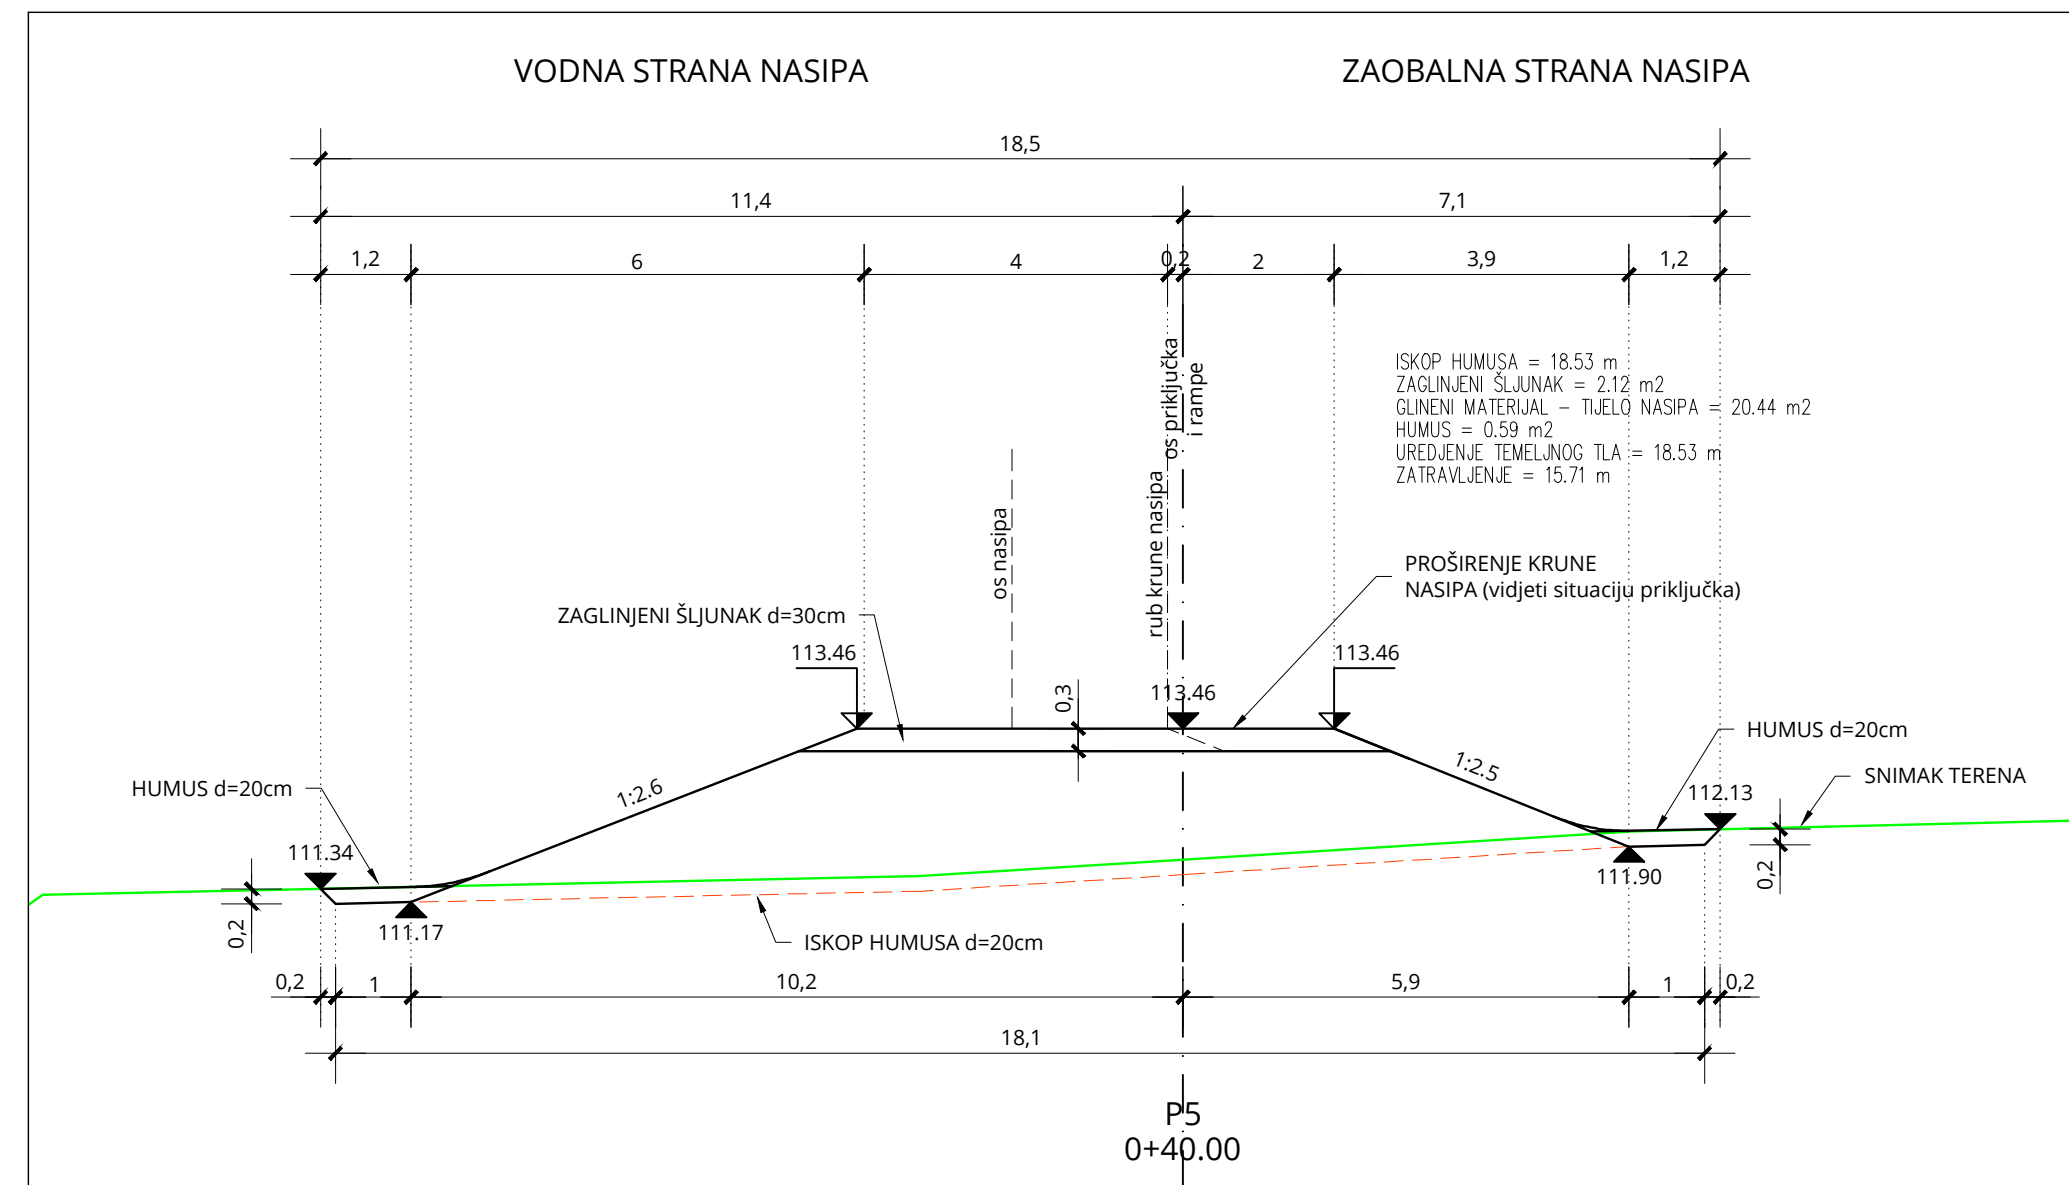 VODNA STRANA NASIPA
ZAOBALNA STRANA NASIPA
18,5
11,4
7,1
1,2
6
4
0,2
2
3,9
1,2
os nasipa
rub krune nasipa
os priključka
i rampe
ISKOP HUMUSA = 18.53 m
ZAGLINJENI ŠLJUNAK = 2.12 m2
GLINENI MATERIJAL – TIJELO NASIPA = 20.44 m2
HUMUS = 0.59 m2
UREDJENJE TEMELJNOG TLA = 18.53 m
ZATRAVLJENJE = 15.71 m
PROŠIRENJE KRUNE
NASIPA (vidjeti situaciju priključka)
ZAGLINJENI ŠLJUNAK d=30cm
113.46
0,3
113.46
113.46
HUMUS d=20cm
1:2.6
1:2.5
HUMUS d=20cm
SNIMAK TERENA
111.34
112.13
0,2
111.17
ISKOP HUMUSA d=20cm
111.90
0,2
0,2
1
10,2
5,9
1
0,2
18,1
P5
0+40.00